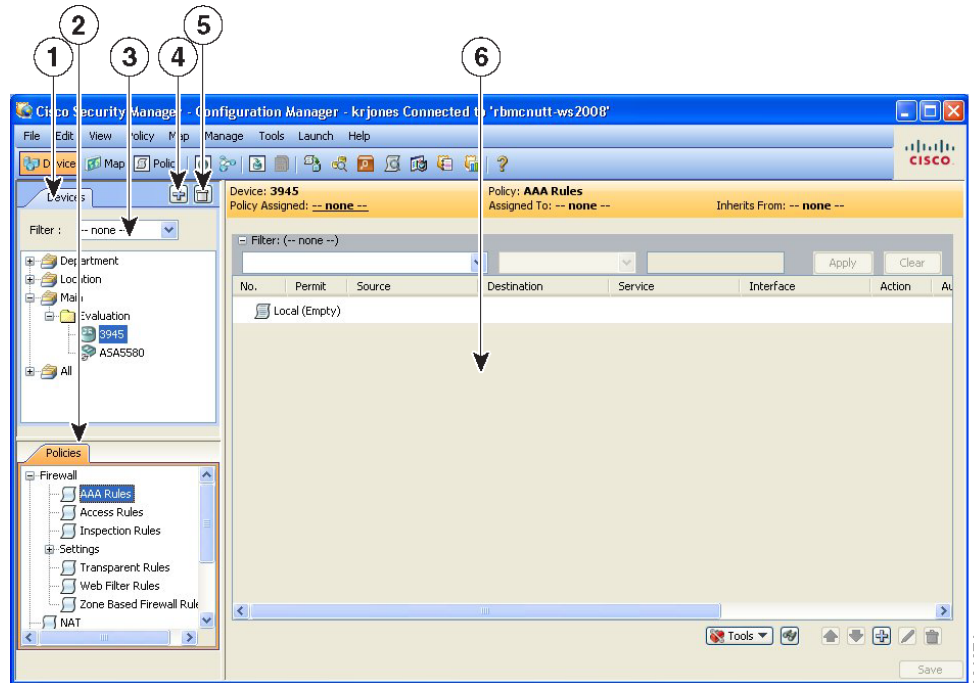 2
5
1
3
4
6
Cisco Security Manager - Configuration Manager - krjones Connected to 'rbmcnutt-ws2008'
File Edit View Policy Map Manage Tools Launch Help
Device Map Polic
CISCO
Devices
Device: 3945
Policy: AAA Rules
Policy Assigned: -- none --
Assigned To: -- none --
Inherits From: -- none --
Filter : -- none --
Filter: (-- none --)
Apply Clear
Department
Location
Main
Evaluation
3945
ASA5580
All
No. Permit Source Destination Service Interface Action Au
Local (Empty)
Policies
Firewall
AAA Rules
Access Rules
Inspection Rules
Settings
Transparent Rules
Web Filter Rules
Zone Based Firewall Rule
NAT
Tools
Save